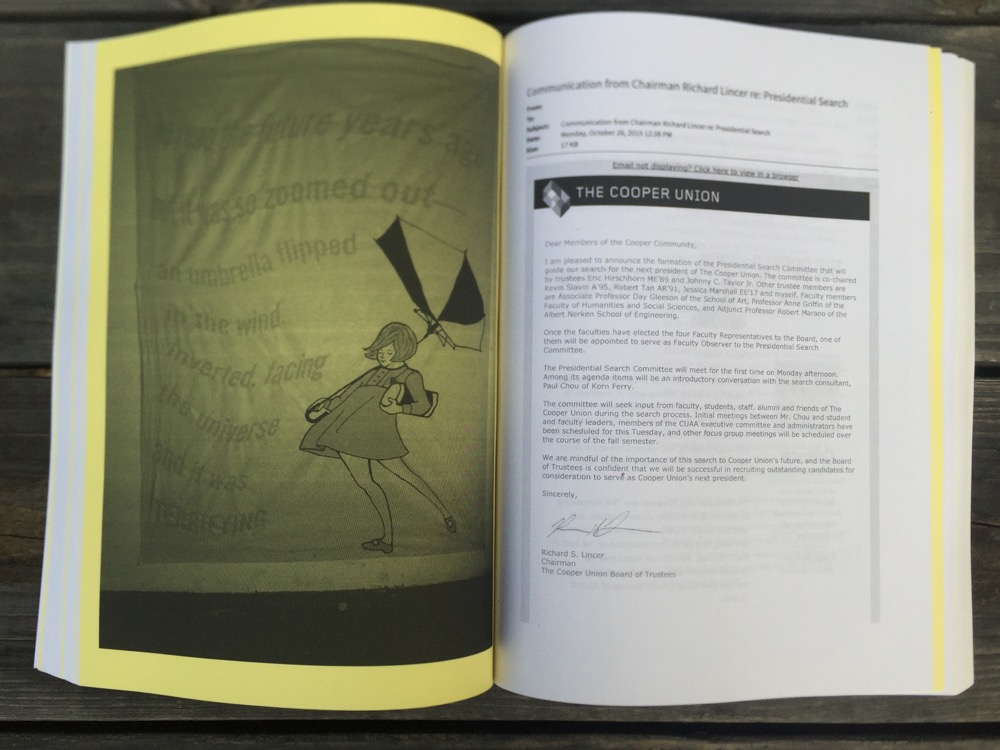 years ag
zoomed out
an umbrella flipped
in the wind.
inverted, facing
universe
and it was
TERRIFYING
Communication from Chairman Richard Lincer re: Presidential Search
From:
To:
Subject: Communication from Chairman Richard Lincer re: Presidential Search
Date: Monday, October 26, 2015 12:38 PM
Size: 17 KB
Email not displaying? Click here to view in a browser
THE COOPER UNION
Dear Members of the Cooper Community,
I am pleased to announce the formation of the Presidential Search Committee that will
guide our search for the next president of The Cooper Union. The committee is co-chaired
by trustees Eric Hirschhorn ME'89 and Johnny C. Taylor Jr. Other trustee members are
Kevin Slavin A'95, Robert Tan AR'91, Jessica Marshall EE'17 and myself. Faculty members
are Associate Professor Day Gleeson of the School of Art, Professor Anne Griffin of the
Faculty of Humanities and Social Sciences, and Adjunct Professor Robert Marano of the
Albert Nerken School of Engineering.
Once the faculties have elected the four Faculty Representatives to the Board, one of
them will be appointed to serve as Faculty Observer to the Presidential Search
Committee.
The Presidential Search Committee will meet for the first time on Monday afternoon.
Among its agenda items will be an introductory conversation with the search consultant,
Paul Chou of Korn Ferry.
The committee will seek input from faculty, students, staff, alumni and friends of The
Cooper Union during the search process. Initial meetings between Mr. Chou and student
and faculty leaders, members of the CUAA executive committee and administrators have
been scheduled for this Tuesday, and other focus group meetings will be scheduled over
the course of the fall semester.
We are mindful of the importance of this search to Cooper Union's future, and the Board
of Trustees is confident that we will be successful in recruiting outstanding candidates for
consideration to serve as Cooper Union's next president.
Sincerely,
Richard S. Lincer
Chairman
The Cooper Union Board of Trustees